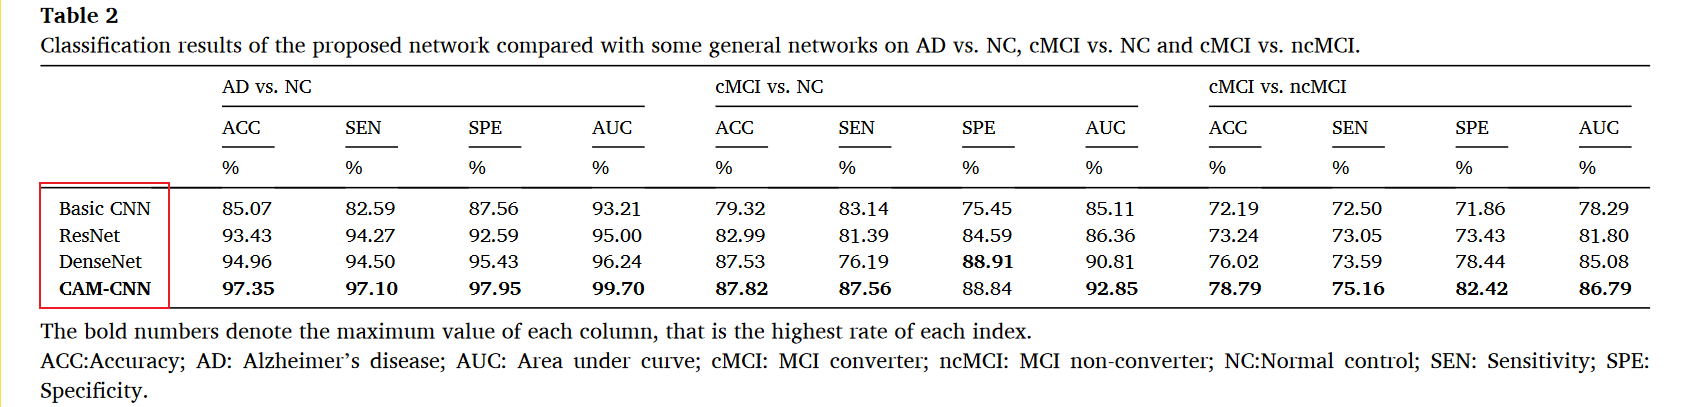 Table 2
Classification results of the proposed network compared with some general networks on AD vs. NC, cMCI vs. NC and cMCI vs. ncMCI.
AD vs. NC cMCI vs. NC cMCI vs. ncMCI
ACC SEN SPE AUC ACC SEN SPE AUC ACC SEN SPE AUC
% % % % % % % % % % % %
Basic CNN 85.07 82.59 87.56 93.21 79.32 83.14 75.45 85.11 72.19 72.50 71.86 78.29
ResNet 93.43 94.27 92.59 95.00 82.99 81.39 84.59 86.36 73.24 73.05 73.43 81.80
DenseNet 94.96 94.50 95.43 96.24 87.53 76.19 88.91 90.81 76.02 73.59 78.44 85.08
CAM-CNN 97.35 97.10 97.95 99.70 87.82 87.56 88.84 92.85 78.79 75.16 82.42 86.79
The bold numbers denote the maximum value of each column, that is the highest rate of each index.
ACC:Accuracy; AD: Alzheimer's disease; AUC: Area under curve; cMCI: MCI converter; ncMCI: MCI non-converter; NC:Normal control; SEN: Sensitivity; SPE:
Specificity.